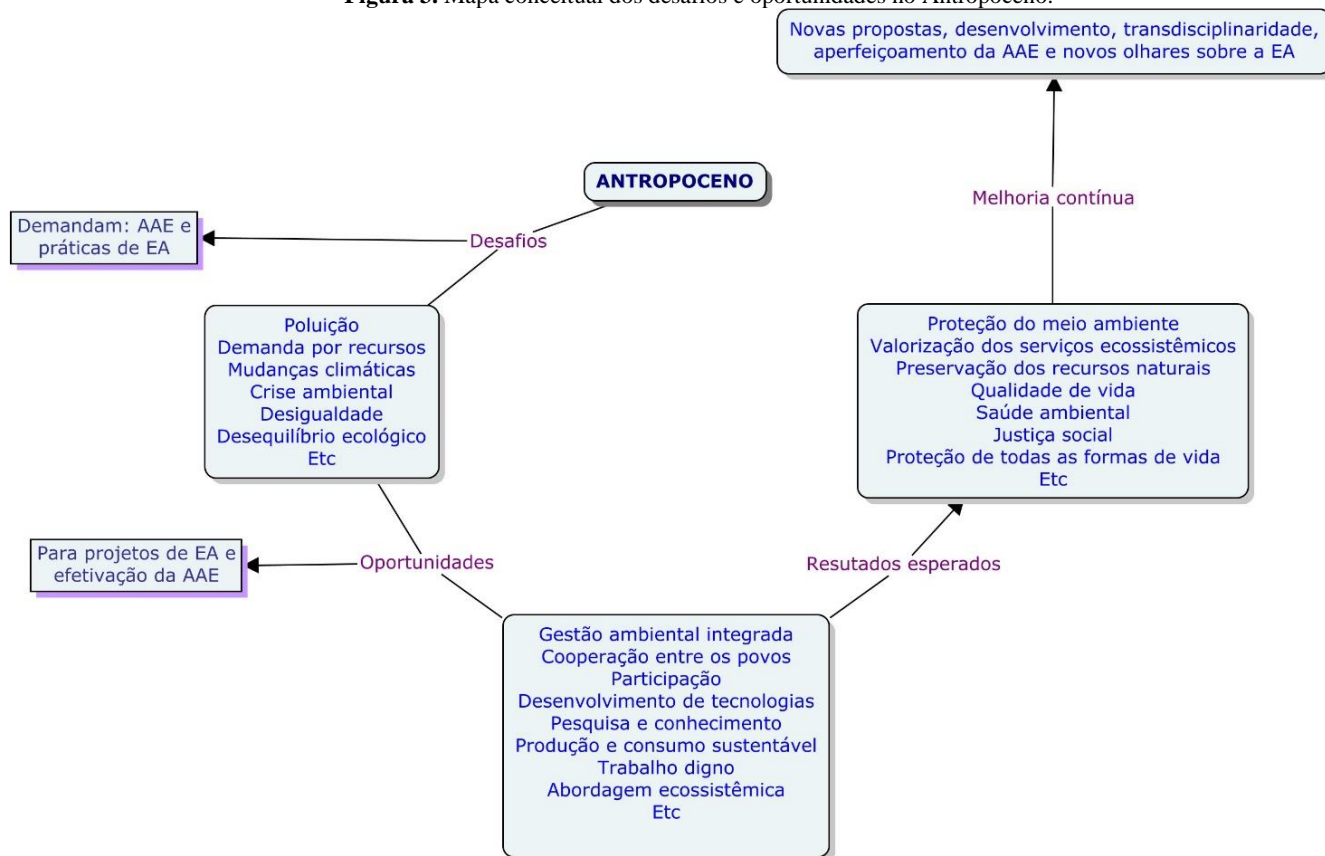 Figura 3. Mapa conceitual dos desafios e oportunidades no Antropoceno.
Novas propostas, desenvolvimento, transdisciplinaridade,
aperfeiçoamento da AAE e novos olhares sobre a EA
ANTROPOCENO
Melhoria contínua
Demandam: AAE e
práticas de EA
Desafios
Poluição
Demanda por recursos
Mudanças climáticas
Crise ambiental
Desigualdade
Desequilíbrio ecológico
Etc
Proteção do meio ambiente
Valorização dos serviços ecossistêmicos
Preservação dos recursos naturais
Qualidade de vida
Saúde ambiental
Justiça social
Proteção de todas as formas de vida
Etc
Para projetos de EA e
efetivação da AAE
Oportunidades
Resutados esperados
Gestão ambiental integrada
Cooperação entre os povos
Participação
Desenvolvimento de tecnologias
Pesquisa e conhecimento
Produção e consumo sustentável
Trabalho digno
Abordagem ecossistêmica
Etc